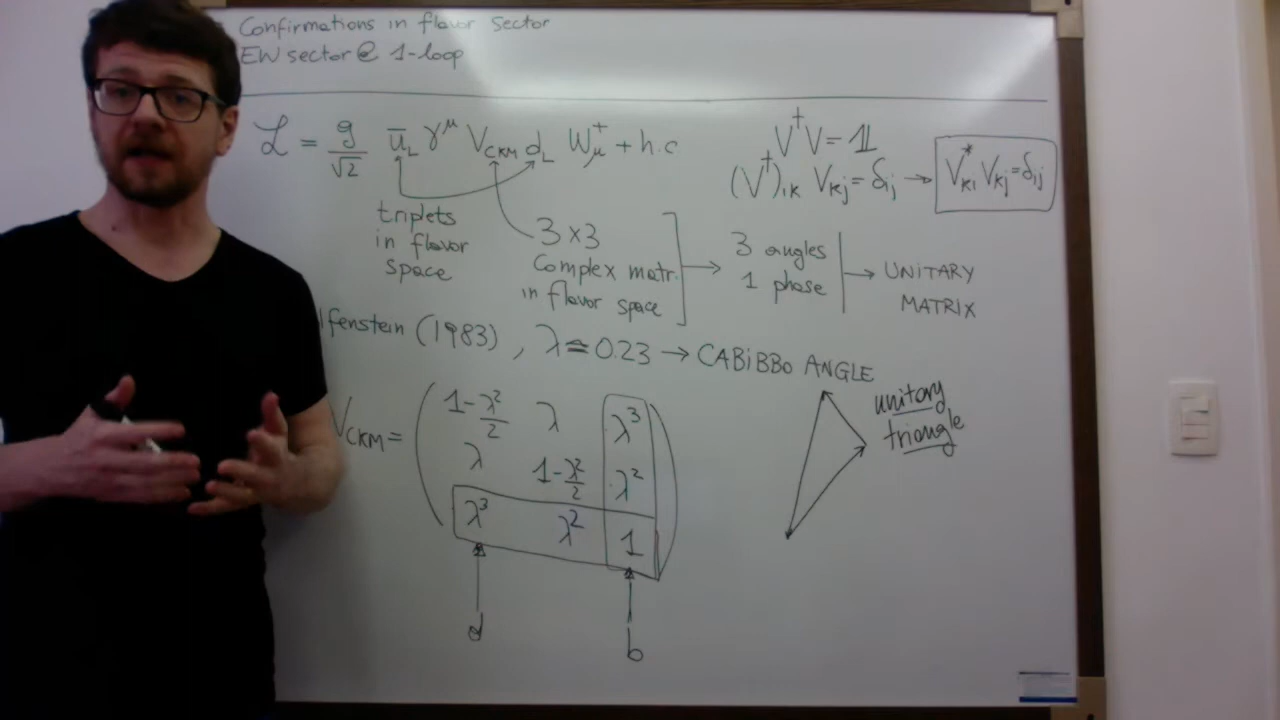 Confirmations in flavor sector
EW sector @ 1-loop
ℒ = g/√2 ū_L γ^μ V_CKM d_L W_μ^+ + h.c
V†V = 𝟙
(V†)_ik V_kj = δ_ij → V*_ki V_kj = δ_ij
triplets
in flavor
space
3×3
Complex matr.
in flavor space
3 angles
1 phase
→ UNITARY
MATRIX
lfenstein (1983), λ ≃ 0.23 → CABIBBO ANGLE
V_CKM =
1-λ²/2 λ λ³
λ 1-λ²/2 λ²
λ³ λ² 1
unitary
triangle
d
b